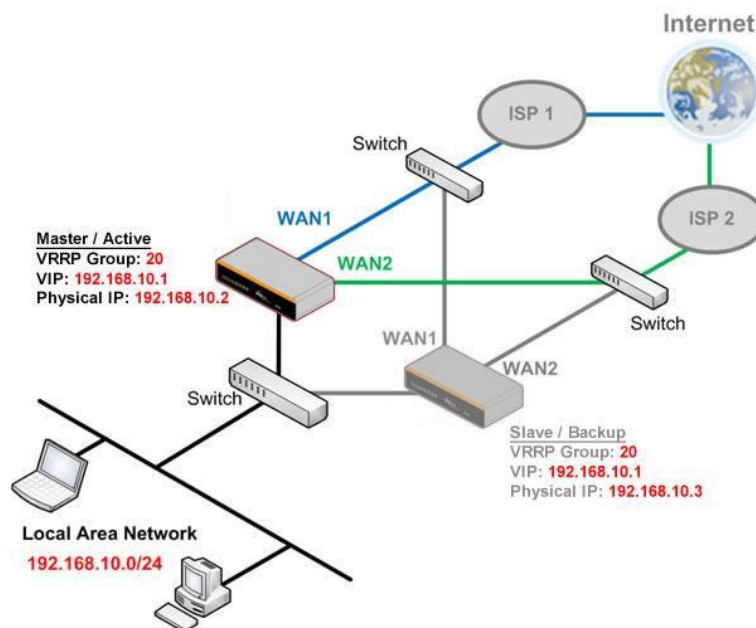 Internet
ISP 1
Switch
WAN1
Master / Active
VRRP Group: 20
VIP: 192.168.10.1
Physical IP: 192.168.10.2
WAN2
ISP 2
Switch
WAN1
WAN2
Switch
Slave / Backup
VRRP Group: 20
VIP: 192.168.10.1
Physical IP: 192.168.10.3
Local Area Network
192.168.10.0/24